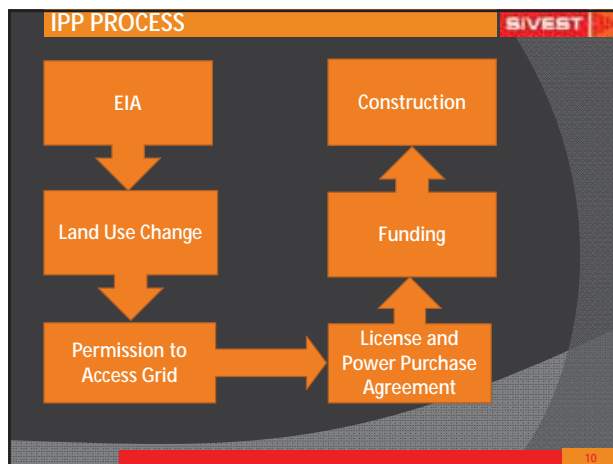 IPP PROCESS
SIVEST
EIA
Land Use Change
Permission to
Access Grid
License and
Power Purchase
Agreement
Funding
Construction
10